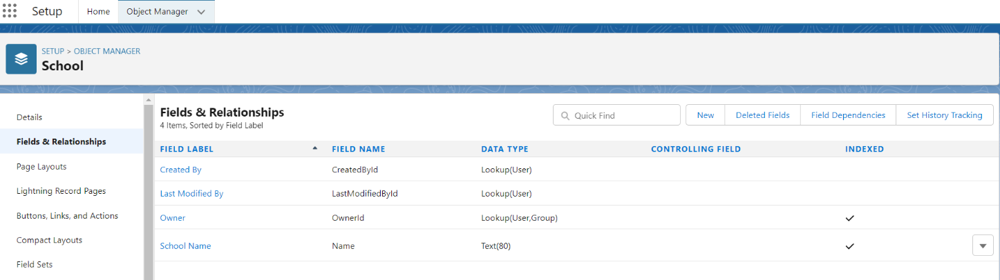 Setup Home Object Manager
SETUP > OBJECT MANAGER
School
Details
Fields & Relationships
Page Layouts
Lightning Record Pages
Buttons, Links, and Actions
Compact Layouts
Field Sets
Fields & Relationships
4 Items, Sorted by Field Label
Quick Find New Deleted Fields Field Dependencies Set History Tracking
FIELD LABEL FIELD NAME DATA TYPE CONTROLLING FIELD INDEXED
Created By CreatedById Lookup(User)
Last Modified By LastModifiedById Lookup(User)
Owner OwnerId Lookup(User,Group)
School Name Name Text(80)